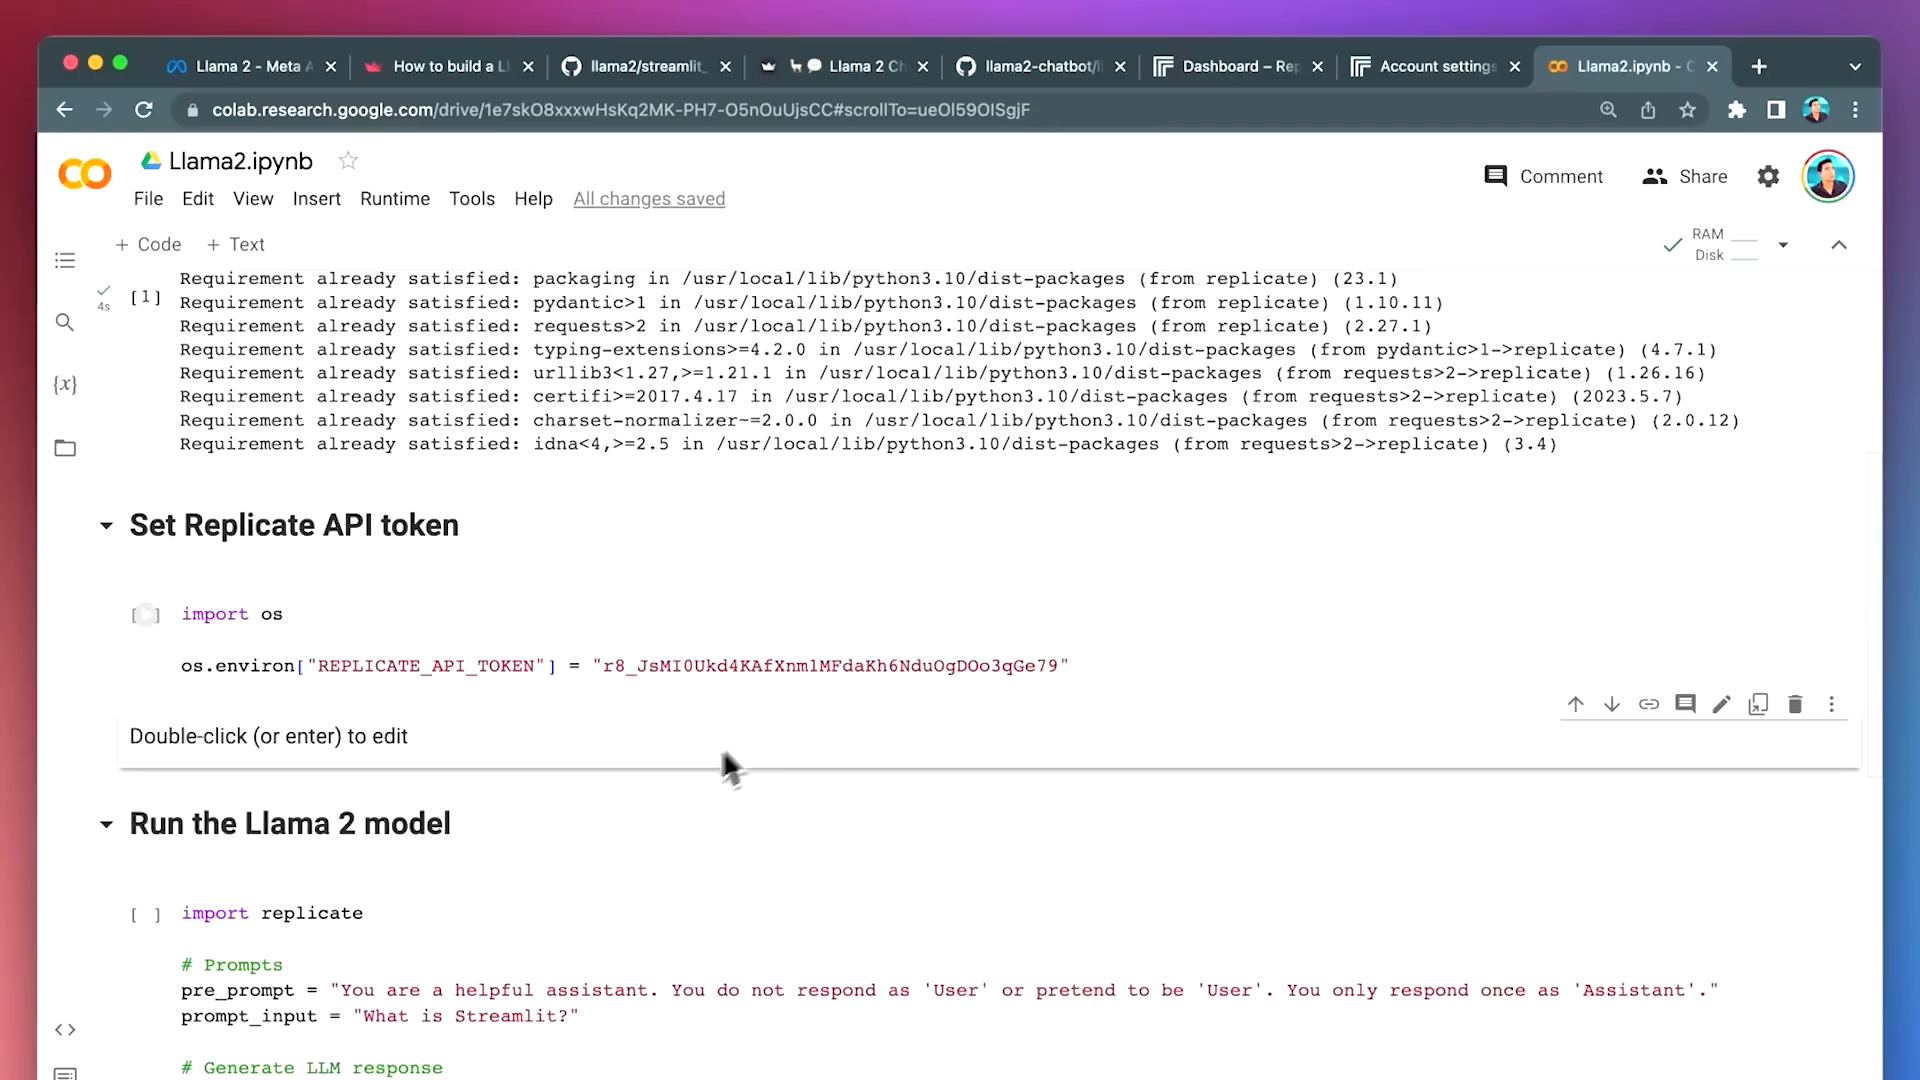 Llama 2 - Meta A
How to build a Ll
llama2/streamlit_
Llama 2 Ch
llama2-chatbot/l
Dashboard – Rep
Account settings
Llama2.ipynb - C
colab.research.google.com/drive/1e7skO8xxxwHsKq2MK-PH7-O5nOuUjsCC#scrollTo=ueOl59OlSgjF
CO
Llama2.ipynb
Comment
Share
File Edit View Insert Runtime Tools Help All changes saved
+ Code + Text
RAM
Disk
Requirement already satisfied: packaging in /usr/local/lib/python3.10/dist-packages (from replicate) (23.1)
4s
[1]
Requirement already satisfied: pydantic>1 in /usr/local/lib/python3.10/dist-packages (from replicate) (1.10.11)
Requirement already satisfied: requests>2 in /usr/local/lib/python3.10/dist-packages (from replicate) (2.27.1)
Requirement already satisfied: typing-extensions>=4.2.0 in /usr/local/lib/python3.10/dist-packages (from pydantic>1->replicate) (4.7.1)
Requirement already satisfied: urllib3<1.27,>=1.21.1 in /usr/local/lib/python3.10/dist-packages (from requests>2->replicate) (1.26.16)
Requirement already satisfied: certifi>=2017.4.17 in /usr/local/lib/python3.10/dist-packages (from requests>2->replicate) (2023.5.7)
Requirement already satisfied: charset-normalizer~=2.0.0 in /usr/local/lib/python3.10/dist-packages (from requests>2->replicate) (2.0.12)
Requirement already satisfied: idna<4,>=2.5 in /usr/local/lib/python3.10/dist-packages (from requests>2->replicate) (3.4)
{x}
Set Replicate API token
[ ] import os
os.environ["REPLICATE_API_TOKEN"] = "r8_JsMI0Ukd4KAfXnm1MFdaKh6NduOgDOo3qGe79"
Double-click (or enter) to edit
Run the Llama 2 model
[ ] import replicate
# Prompts
pre_prompt = "You are a helpful assistant. You do not respond as 'User' or pretend to be 'User'. You only respond once as 'Assistant'."
prompt_input = "What is Streamlit?"
# Generate LLM response